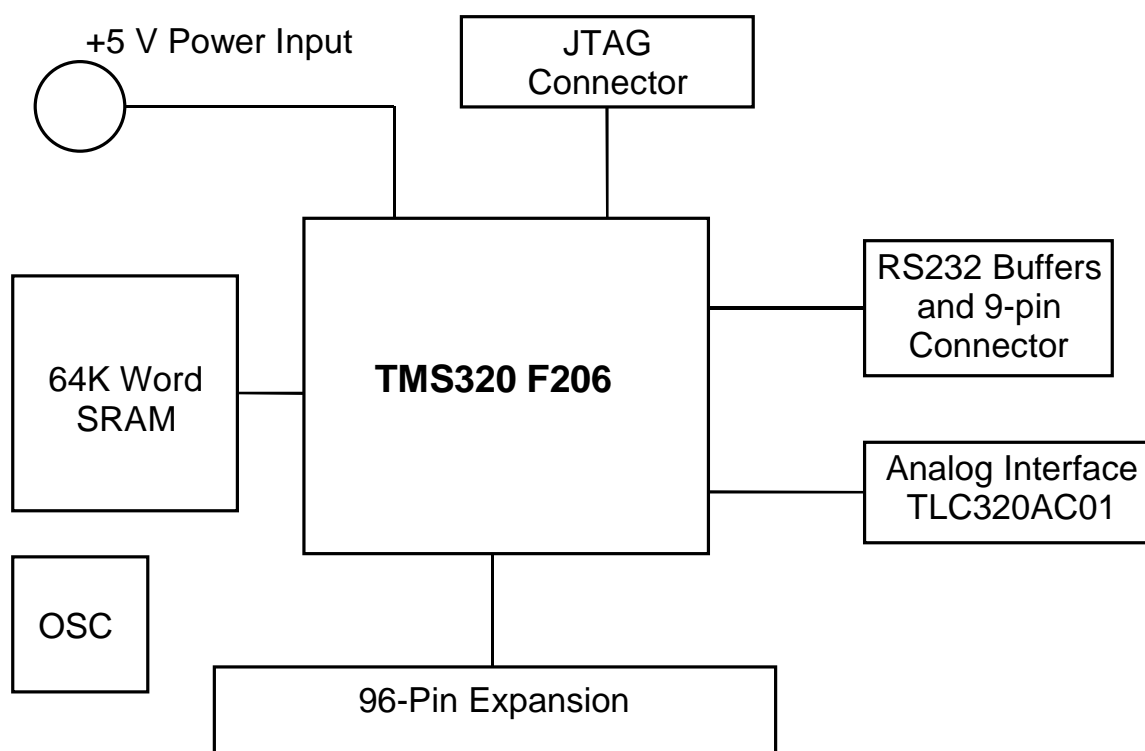 +5 V Power Input
JTAG
Connector
RS232 Buffers
and 9-pin
Connector
64K Word
SRAM
TMS320 F206
Analog Interface
TLC320AC01
OSC
96-Pin Expansion